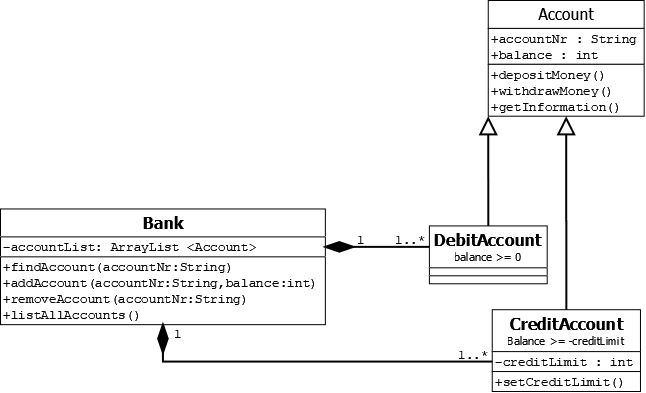 Account
+accountNr : String
+balance : int
+depositMoney()
+withdrawMoney()
+getInformation()
Bank
-accountList: ArrayList <Account>
+findAccount(accountNr:String)
+addAccount(accountNr:String,balance:int)
+removeAccount(accountNr:String)
+listAllAccounts()
1
1..*
DebitAccount
balance >= 0
1
1..*
CreditAccount
Balance >= -creditLimit
-creditLimit : int
+setCreditLimit()